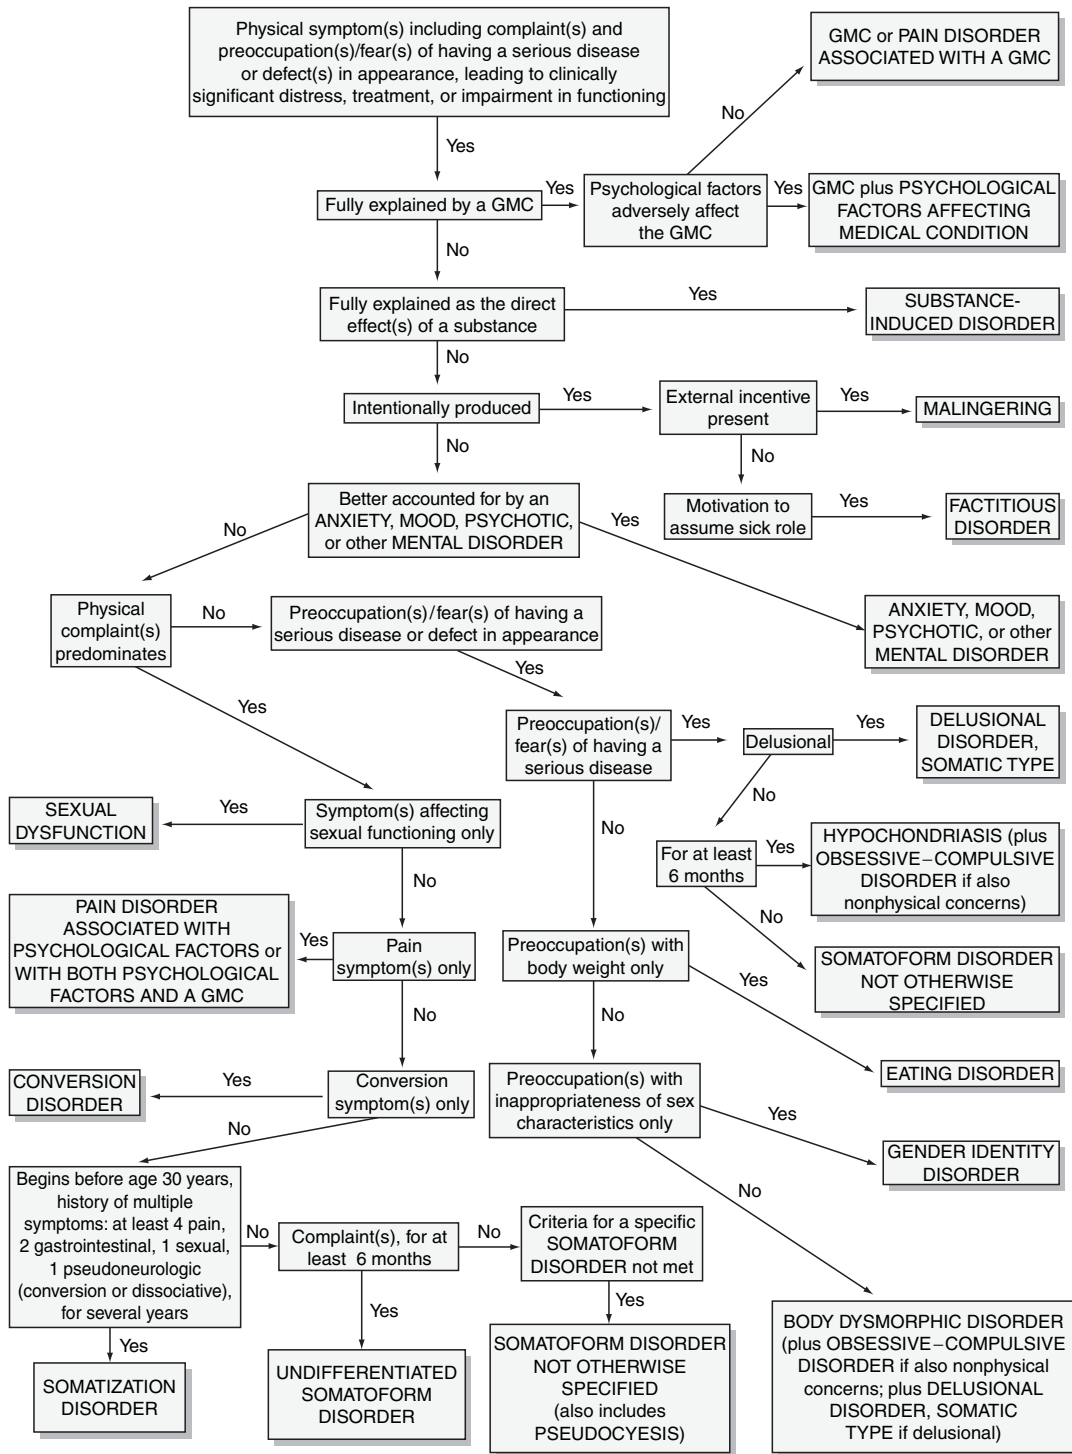 Physical symptom(s) including complaint(s) and
preoccupation(s)/fear(s) of having a serious disease
or defect(s) in appearance, leading to clinically
significant distress, treatment, or impairment in functioning
GMC or PAIN DISORDER
ASSOCIATED WITH A GMC
No
Yes
Fully explained by a GMC
Yes
Psychological factors
adversely affect
the GMC
Yes
GMC plus PSYCHOLOGICAL
FACTORS AFFECTING
MEDICAL CONDITION
No
Fully explained as the direct
effect(s) of a substance
Yes
SUBSTANCE-
INDUCED DISORDER
No
Intentionally produced
Yes
External incentive
present
Yes
MALINGERING
No
No
Motivation to
assume sick role
Yes
FACTITIOUS
DISORDER
Better accounted for by an
ANXIETY, MOOD, PSYCHOTIC,
or other MENTAL DISORDER
No
Yes
ANXIETY, MOOD,
PSYCHOTIC, or other
MENTAL DISORDER
Physical
complaint(s)
predominates
No
Preoccupation(s)/fear(s) of having a
serious disease or defect in appearance
Yes
Yes
Preoccupation(s)/
fear(s) of having a
serious disease
Yes
Delusional
Yes
DELUSIONAL
DISORDER,
SOMATIC TYPE
No
No
For at least
6 months
Yes
HYPOCHONDRIASIS (plus
OBSESSIVE–COMPULSIVE
DISORDER if also
nonphysical concerns)
No
SOMATOFORM DISORDER
NOT OTHERWISE
SPECIFIED
SEXUAL
DYSFUNCTION
Yes
Symptom(s) affecting
sexual functioning only
No
PAIN DISORDER
ASSOCIATED WITH
PSYCHOLOGICAL FACTORS or
WITH BOTH PSYCHOLOGICAL
FACTORS AND A GMC
Yes
Pain
symptom(s) only
No
Preoccupation(s) with
body weight only
Yes
EATING DISORDER
No
CONVERSION
DISORDER
Yes
Conversion
symptom(s) only
No
Preoccupation(s) with
inappropriateness of sex
characteristics only
Yes
GENDER IDENTITY
DISORDER
No
Begins before age 30 years,
history of multiple
symptoms: at least 4 pain,
2 gastrointestinal, 1 sexual,
1 pseudoneurologic
(conversion or dissociative),
for several years
No
Complaint(s), for at
least 6 months
No
Criteria for a specific
SOMATOFORM
DISORDER not met
Yes
SOMATIZATION
DISORDER
Yes
UNDIFFERENTIATED
SOMATOFORM
DISORDER
Yes
SOMATOFORM DISORDER
NOT OTHERWISE
SPECIFIED
(also includes
PSEUDOCYESIS)
BODY DYSMORPHIC DISORDER
(plus OBSESSIVE–COMPULSIVE
DISORDER if also nonphysical
concerns; plus DELUSIONAL
DISORDER, SOMATIC
TYPE if delusional)